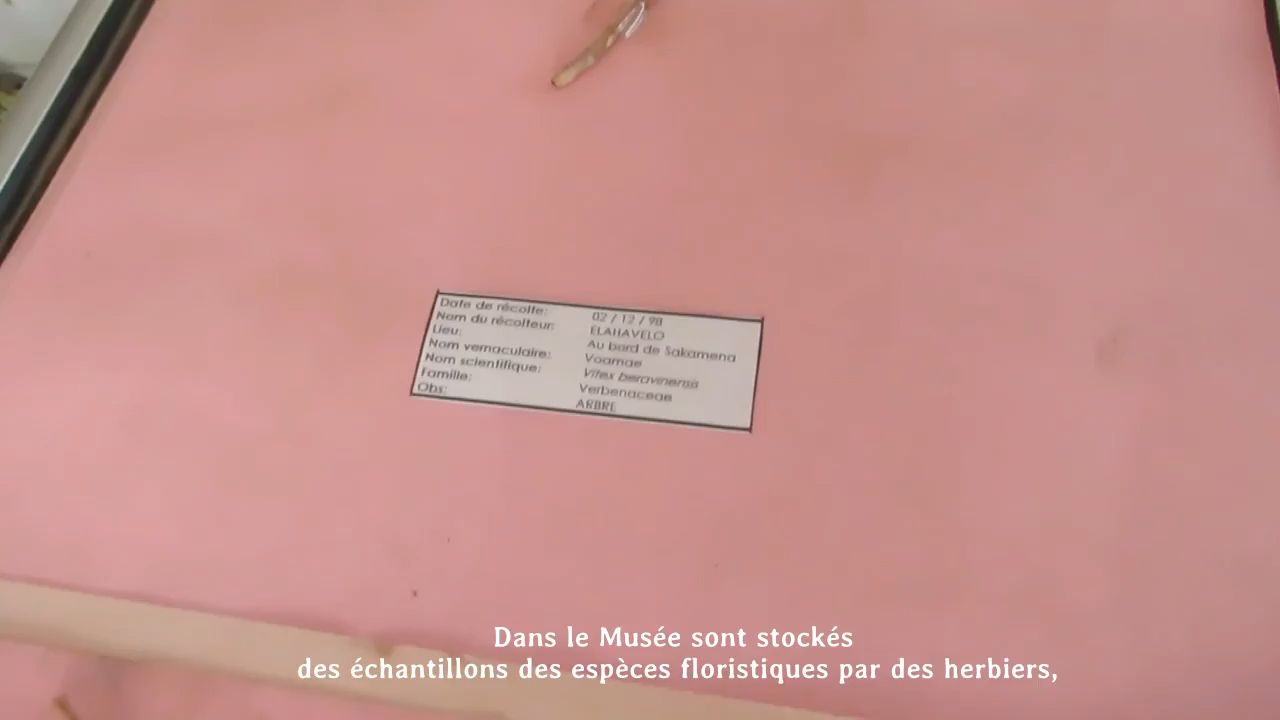 Date de récolte: 02 / 12 / 98
Nom du récolteur: ELAHAVELO
Lieu: Au bord de Sakamena
Nom vernaculaire: Voamae
Nom scientifique: Vitex beravinensis
Famille: Verbenaceae
Obs: ARBRE
Dans le Musée sont stockés
des échantillons des espèces floristiques par des herbiers,